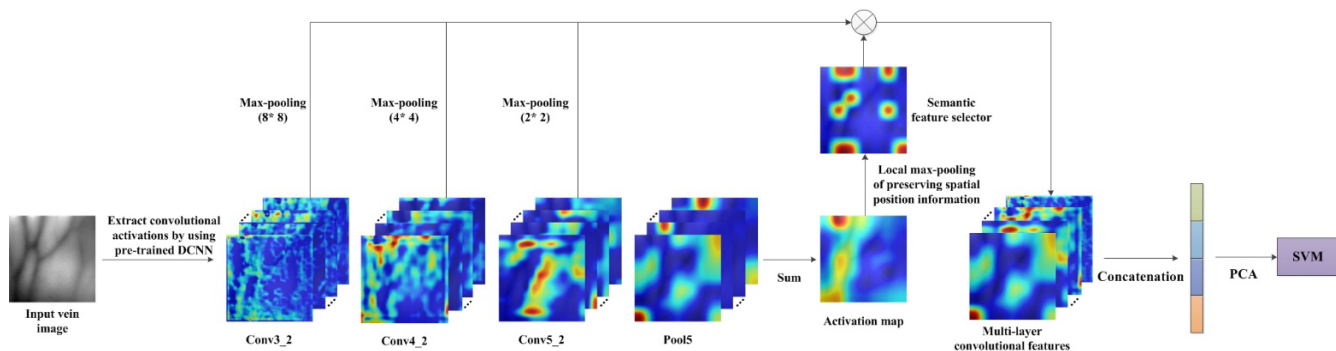 Max-pooling
(8* 8)
Max-pooling
(4* 4)
Max-pooling
(2* 2)
Semantic
feature selector
Local max-pooling
of preserving spatial
position information
Extract convolutional
activations by using
pre-trained DCNN
Sum
Concatenation
PCA
SVM
Input vein
image
Conv3_2
Conv4_2
Conv5_2
Pool5
Activation map
Multi-layer
convolutional features